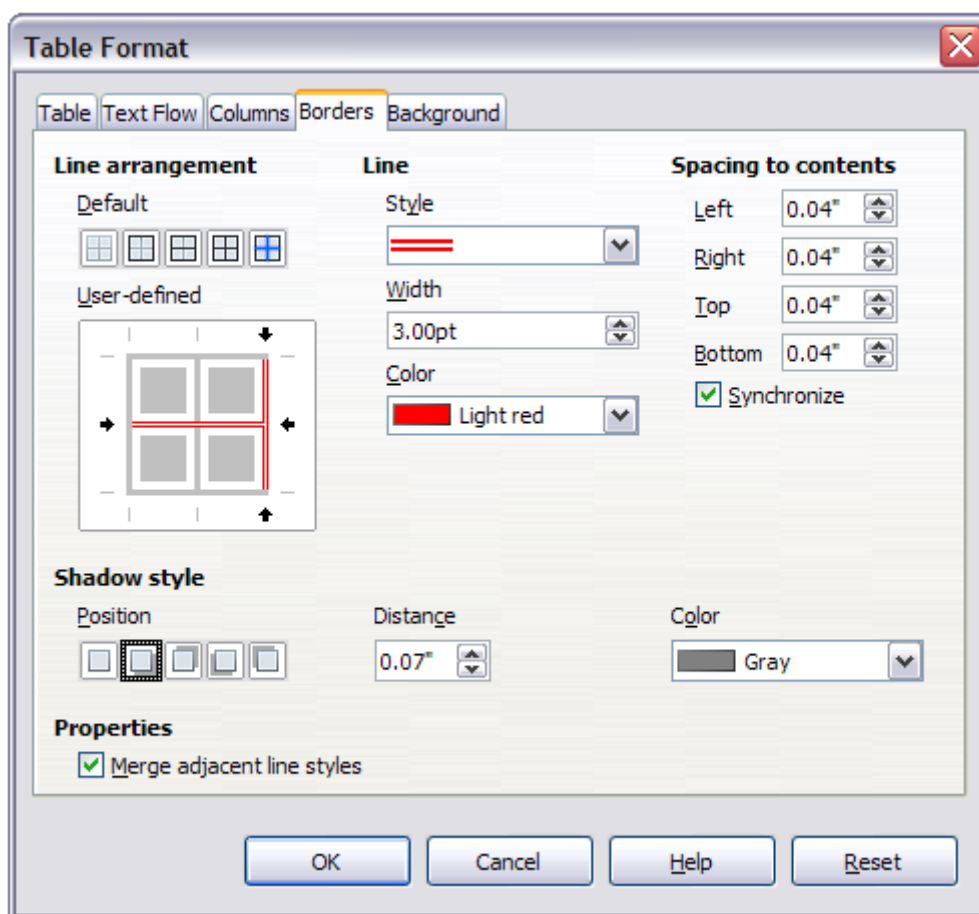 Table Format
Table Text Flow Columns Borders Background
Line arrangement
Default
User-defined
Line
Style
Width
3.00pt
Color
Light red
Spacing to contents
Left 0.04"
Right 0.04"
Top 0.04"
Bottom 0.04"
Synchronize
Shadow style
Position
Distance
0.07"
Color
Gray
Properties
Merge adjacent line styles
OK Cancel Help Reset